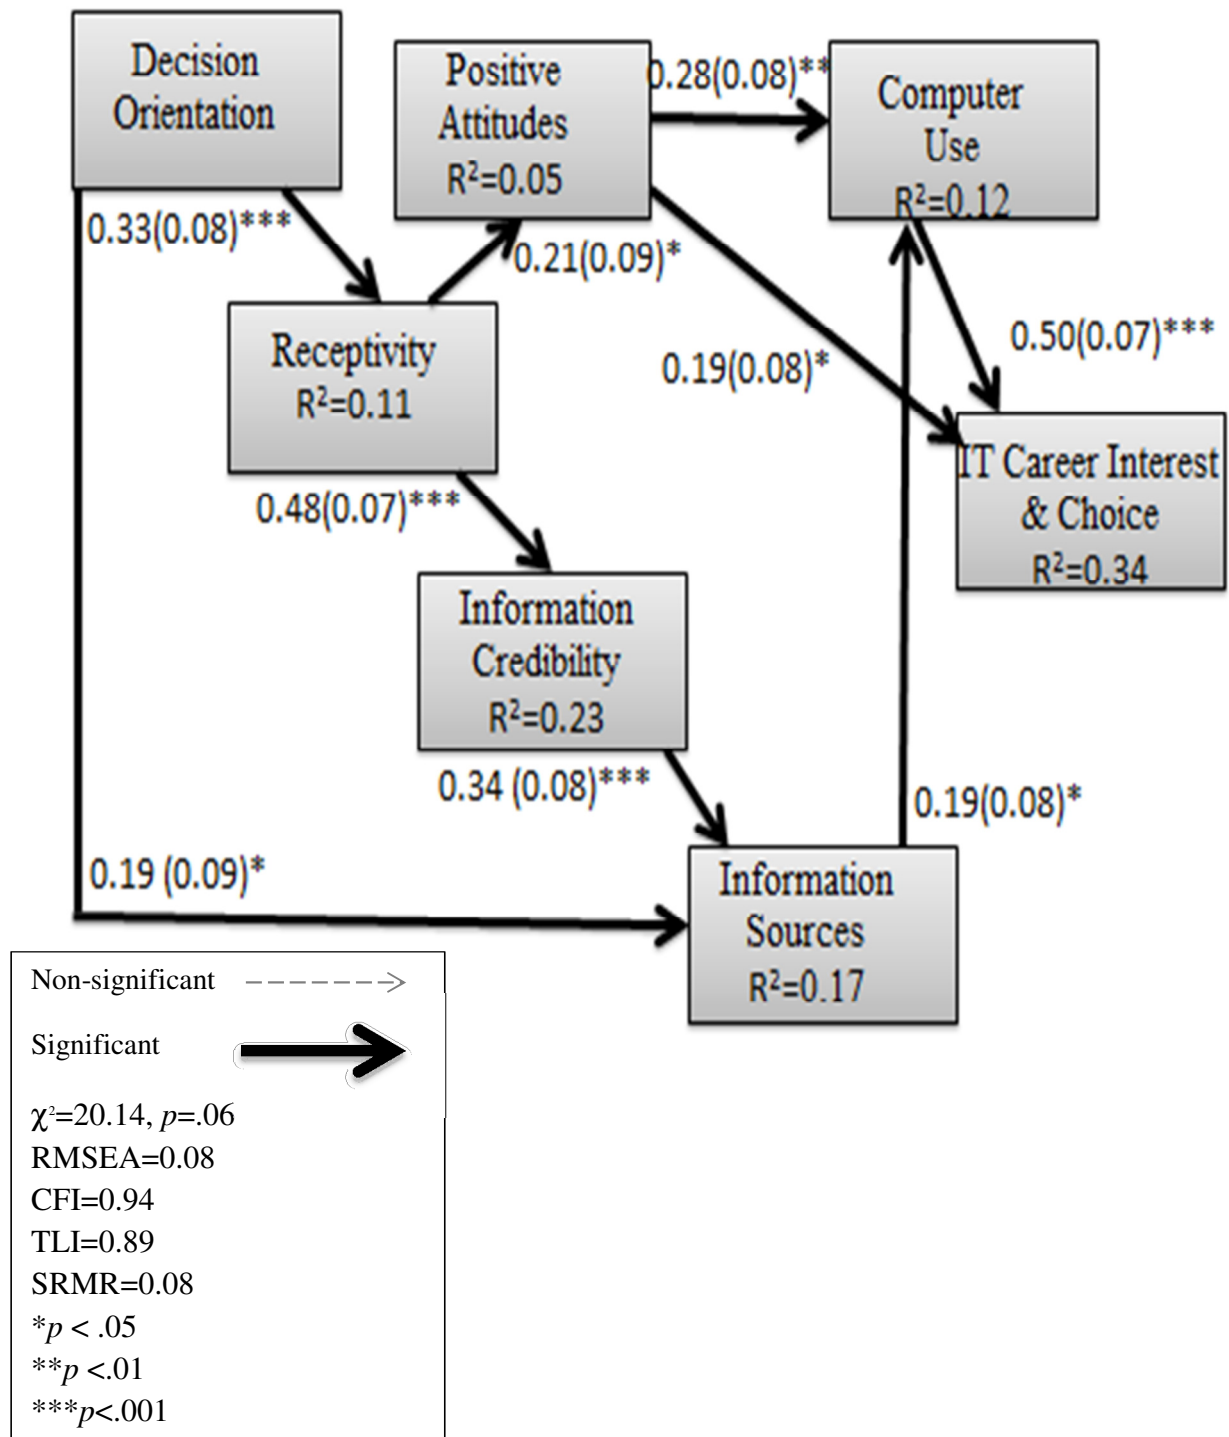 Decision
Orientation
Positive
Attitudes
R²=0.05
0.28(0.08)**
Computer
Use
R²=0.12
0.33(0.08)***
0.21(0.09)*
Receptivity
R²=0.11
0.19(0.08)*
0.50(0.07)***
IT Career Interest
& Choice
R²=0.34
0.48(0.07)***
Information
Credibility
R²=0.23
0.34 (0.08)***
0.19(0.08)*
0.19 (0.09)*
Information
Sources
R²=0.17
Non-significant
Significant
χ²=20.14, p=.06
RMSEA=0.08
CFI=0.94
TLI=0.89
SRMR=0.08
*p < .05
**p <.01
***p<.001